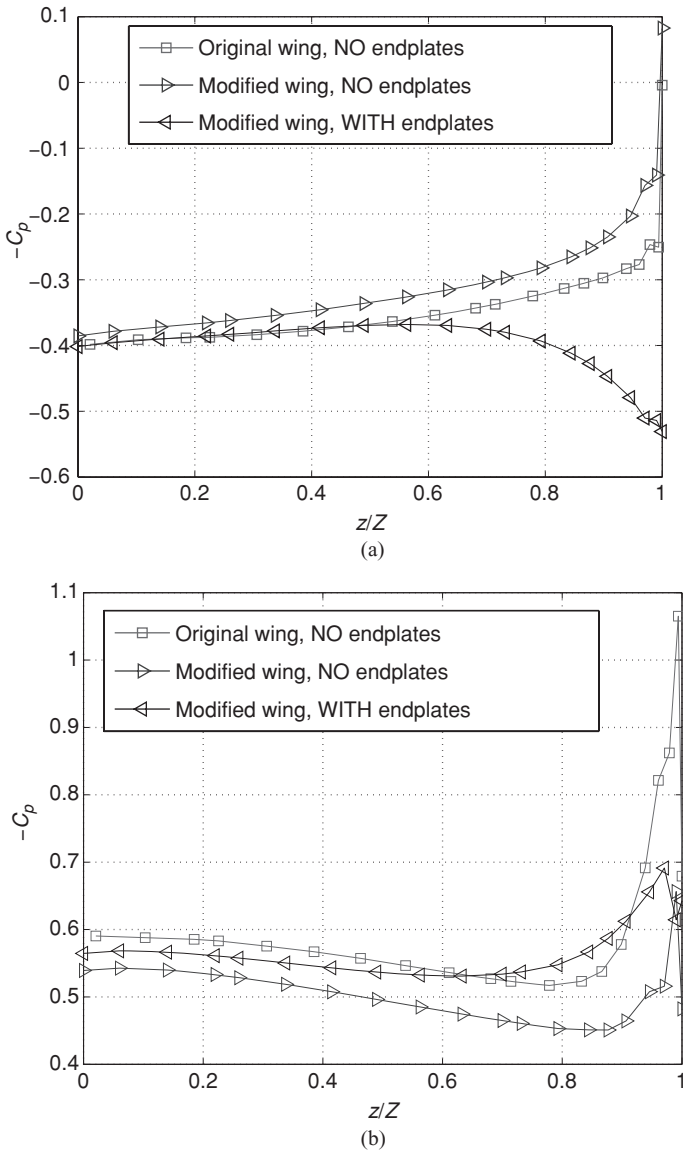 0.1
Original wing, NO endplates
Modified wing, NO endplates
Modified wing, WITH endplates
0
−0.1
−0.2
−0.3
−0.4
−0.5
−0.6
−Cp
0 0.2 0.4 0.6 0.8 1
z/Z
(a)
1.1
Original wing, NO endplates
Modified wing, NO endplates
Modified wing, WITH endplates
1
0.9
0.8
0.7
0.6
0.5
0.4
−Cp
0 0.2 0.4 0.6 0.8 1
z/Z
(b)